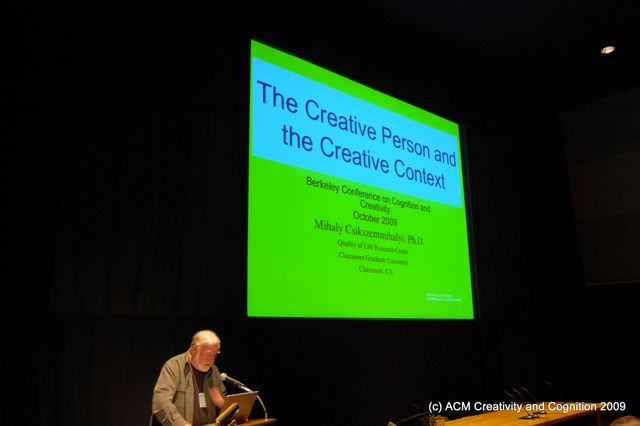 The Creative Person and
the Creative Context
Berkeley Conference on Cognition and
Creativity
October 2009
Mihaly Csikszentmihalyi, Ph.D.
Quality of Life Research Center
Claremont Graduate University
Claremont, CA
(c) ACM Creativity and Cognition 2009